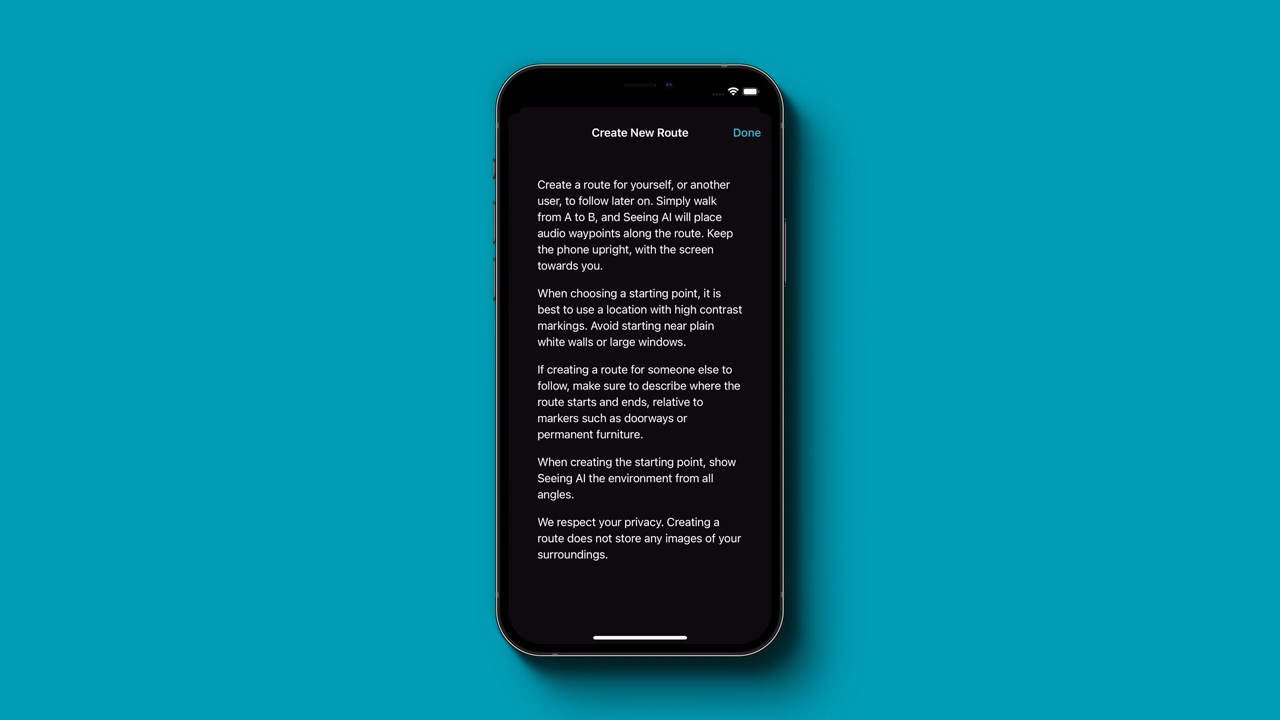 Create New Route
Done
Create a route for yourself, or another
user, to follow later on. Simply walk
from A to B, and Seeing AI will place
audio waypoints along the route. Keep
the phone upright, with the screen
towards you.
When choosing a starting point, it is
best to use a location with high contrast
markings. Avoid starting near plain
white walls or large windows.
If creating a route for someone else to
follow, make sure to describe where the
route starts and ends, relative to
markers such as doorways or
permanent furniture.
When creating the starting point, show
Seeing AI the environment from all
angles.
We respect your privacy. Creating a
route does not store any images of your
surroundings.